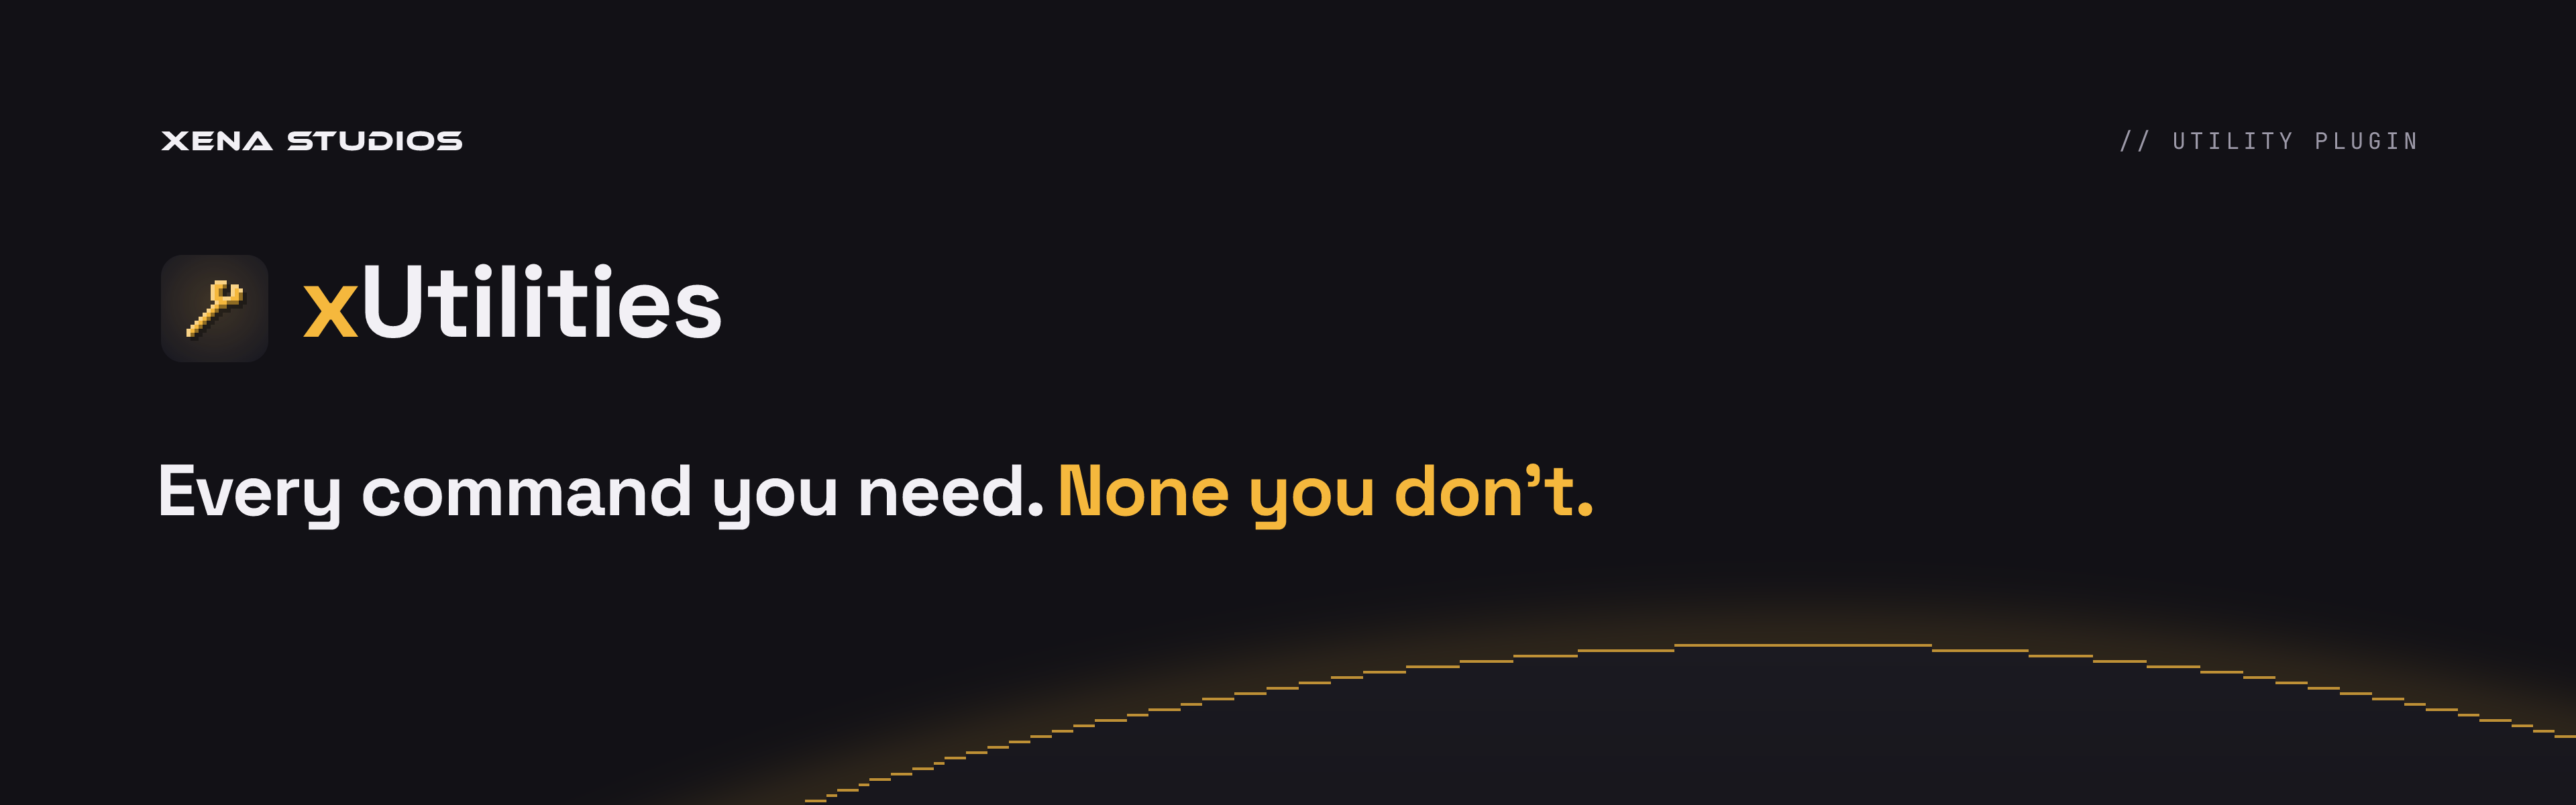 XENA STUDIOS
// UTILITY PLUGIN
xUtilities
Every command you need. None you don’t.